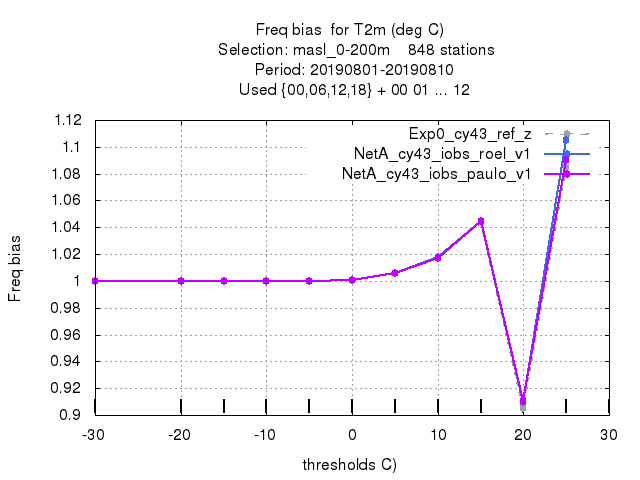 Freq bias  for T2m (deg C)
Selection: masl_0-200m    848 stations
Period: 20190801-20190810
Used {00,06,12,18} + 00 01 ... 12
Exp0_cy43_ref_z
NetA_cy43_iobs_roel_v1
NetA_cy43_iobs_paulo_v1
Freq bias
1.12
1.1
1.08
1.06
1.04
1.02
1
0.98
0.96
0.94
0.92
0.9
-30 -20 -10 0 10 20 30
thresholds C)